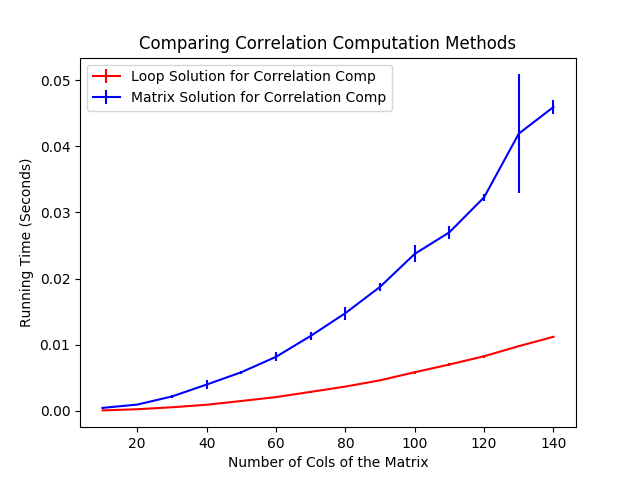 Comparing Correlation Computation Methods
Loop Solution for Correlation Comp
Matrix Solution for Correlation Comp
0.05
0.04
0.03
0.02
0.01
0.00
Running Time (Seconds)
20 40 60 80 100 120 140
Number of Cols of the Matrix